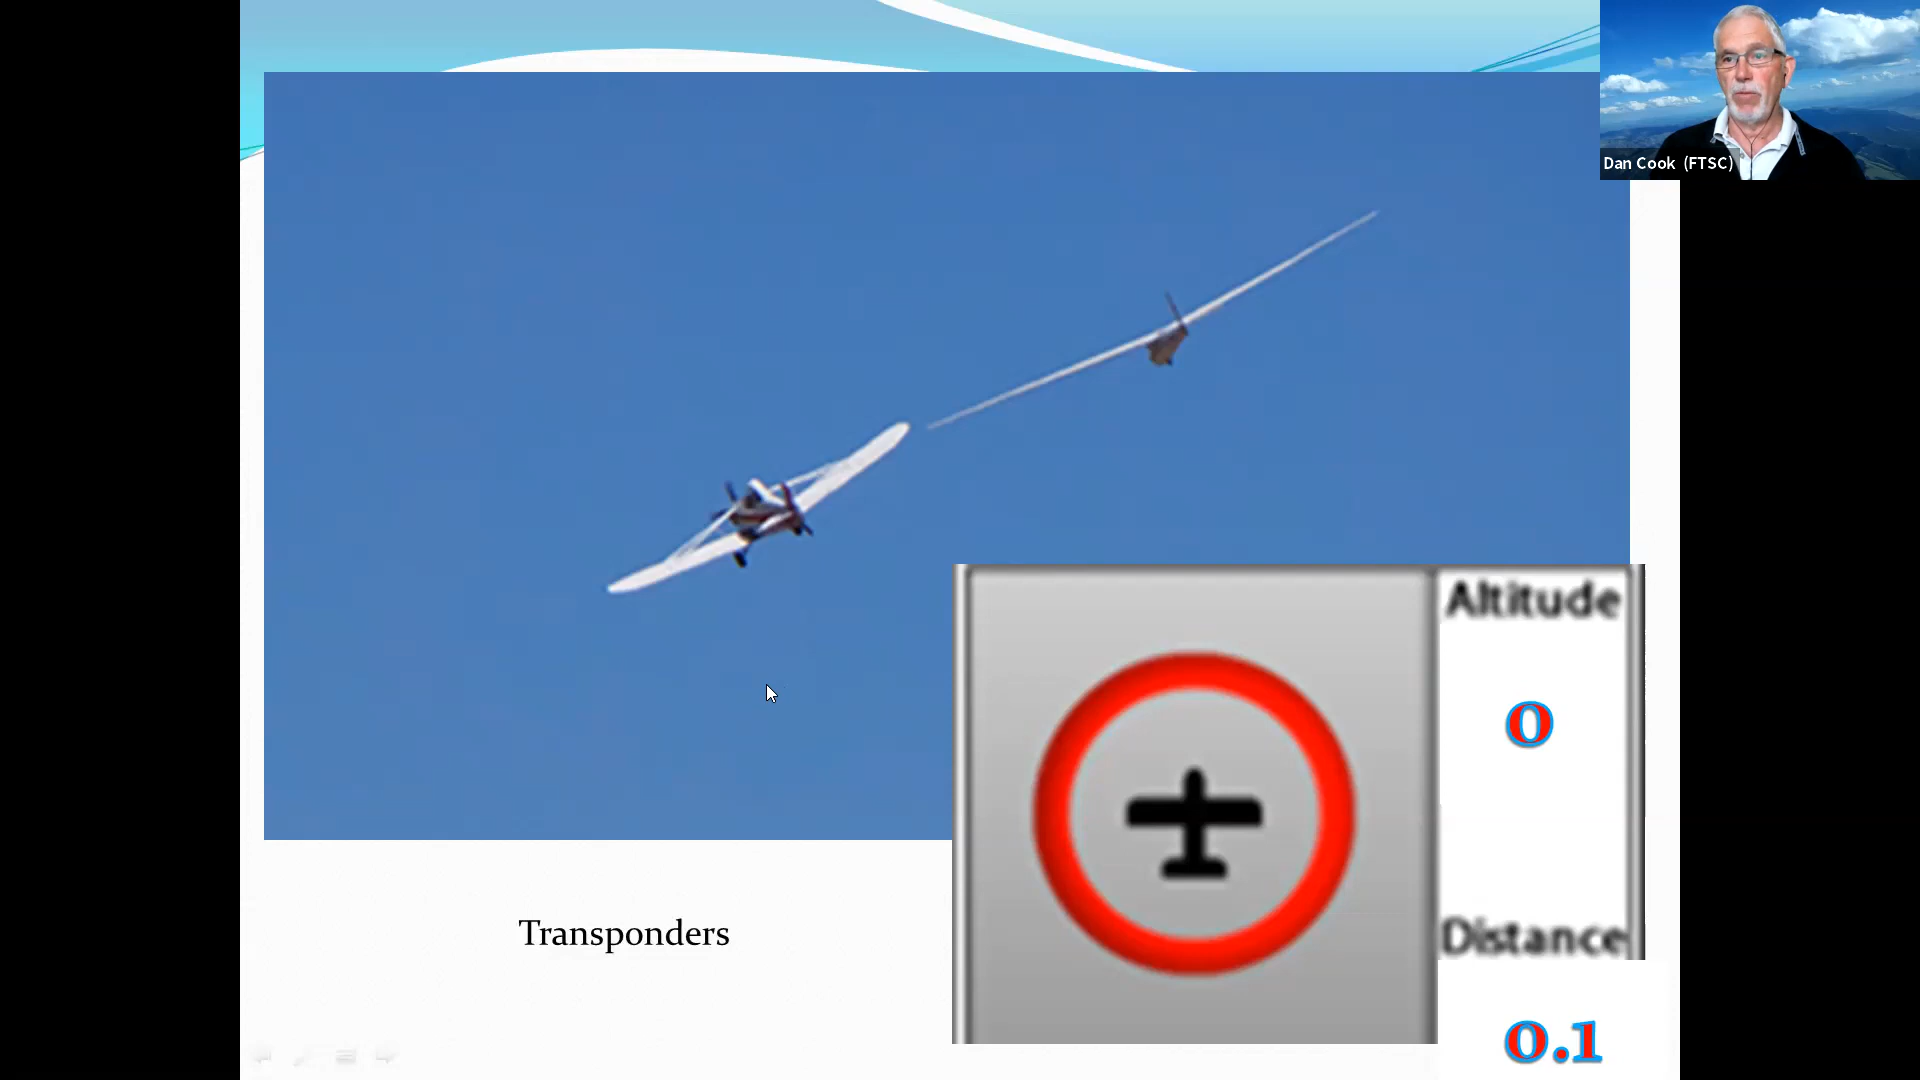 Dan Cook (FTSC)
Altitude
0
Distance
0.1
Transponders